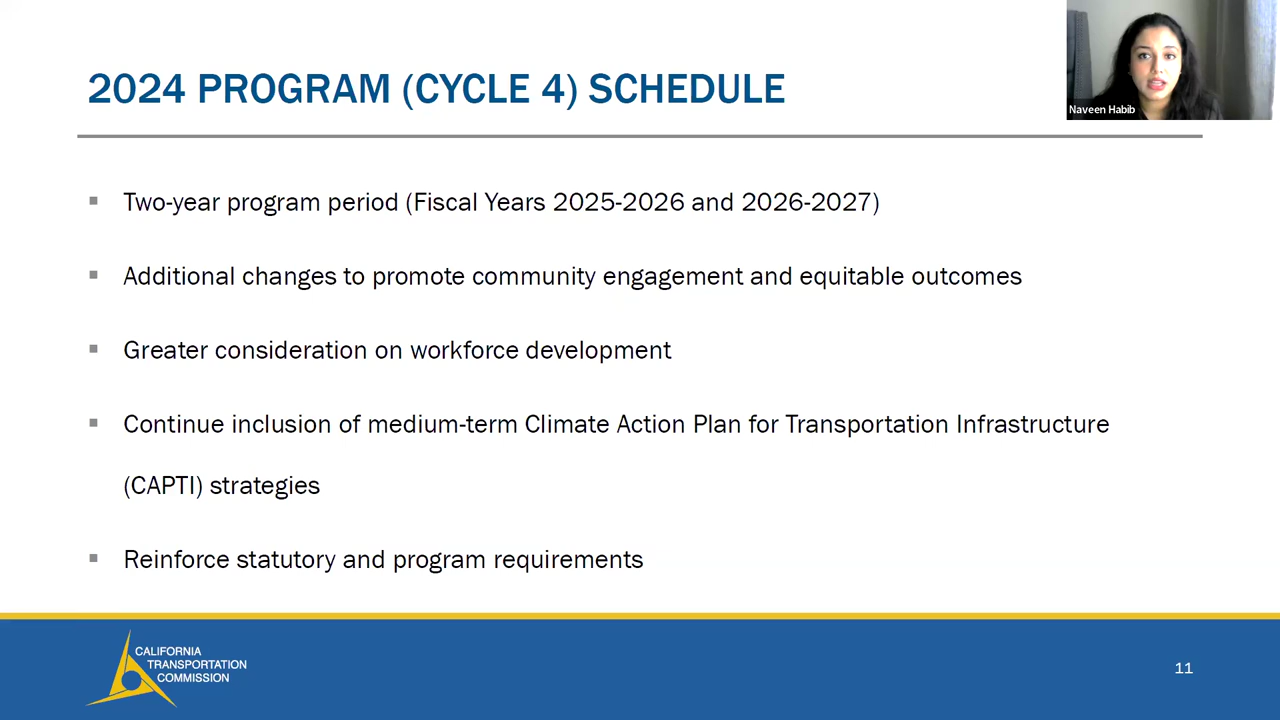 2024 PROGRAM (CYCLE 4) SCHEDULE
Naveen Habib
▪ Two-year program period (Fiscal Years 2025-2026 and 2026-2027)
▪ Additional changes to promote community engagement and equitable outcomes
▪ Greater consideration on workforce development
▪ Continue inclusion of medium-term Climate Action Plan for Transportation Infrastructure
(CAPTI) strategies
▪ Reinforce statutory and program requirements
CALIFORNIA
TRANSPORTATION
COMMISSION
11